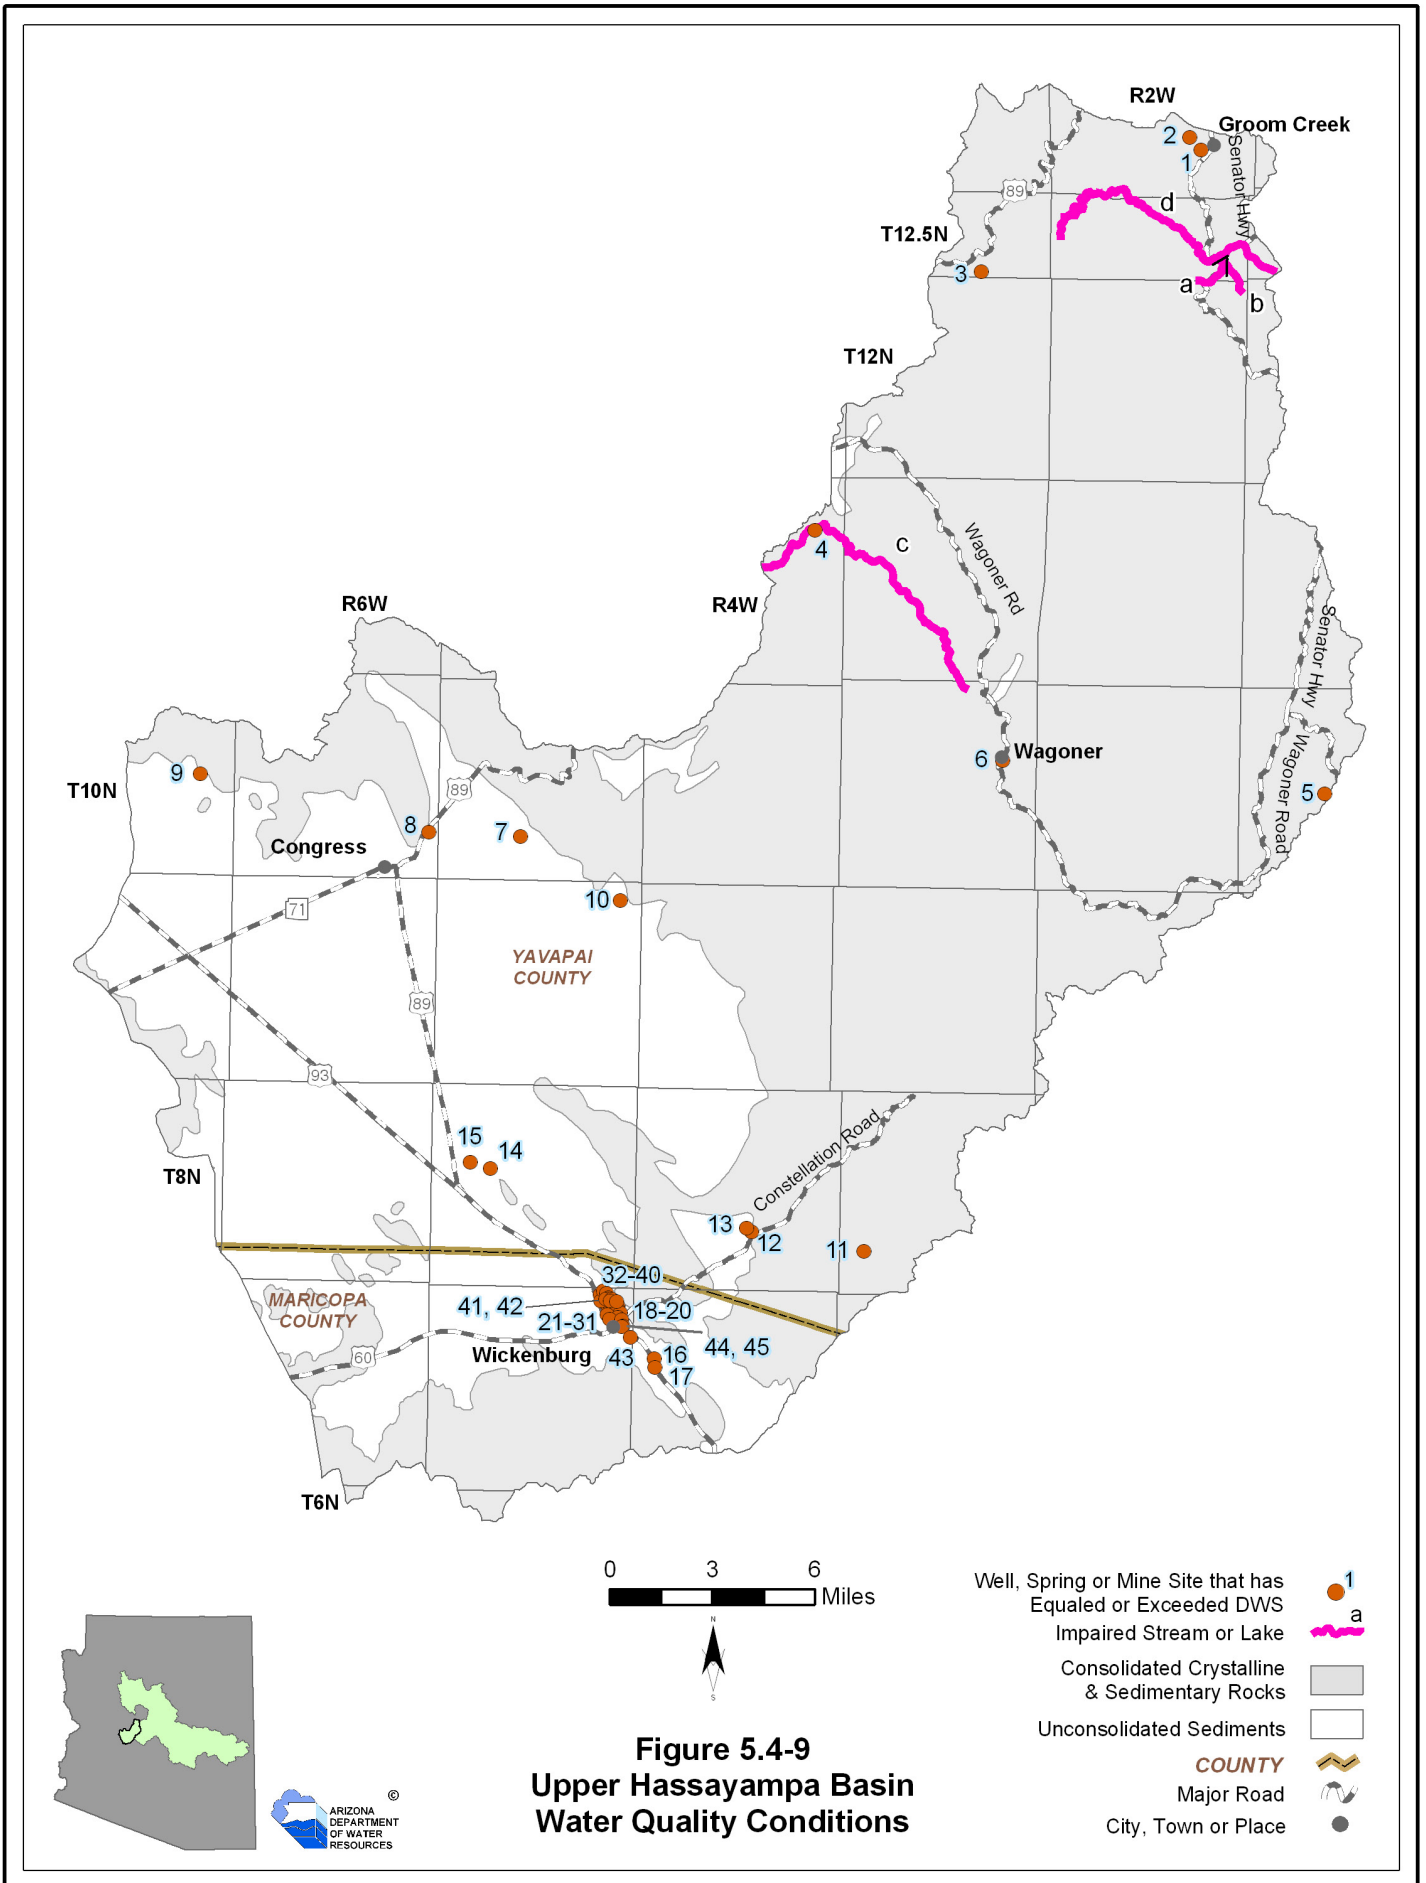 R2W
Groom Creek
2
1
Senator Hwy
89
d
T12.5N
3
a
b
T12N
4
c
Wagoner Rd
R6W
R4W
Senator Hwy
9
T10N
89
8
7
6
Wagoner
Wagoner Road
5
Congress
10
71
YAVAPAI
COUNTY
89
93
15
14
T8N
Constellation Road
13
12
11
32-40
MARICOPA
COUNTY
41, 42
18-20
21-31
44, 45
Wickenburg
43
16
17
60
T6N
0 3 6
Miles
N
S
Well, Spring or Mine Site that has
Equaled or Exceeded DWS
1
a
Impaired Stream or Lake
Consolidated Crystalline
& Sedimentary Rocks
Unconsolidated Sediments
COUNTY
Major Road
City, Town or Place
Figure 5.4-9
Upper Hassayampa Basin
Water Quality Conditions
©
ARIZONA
DEPARTMENT
OF WATER
RESOURCES